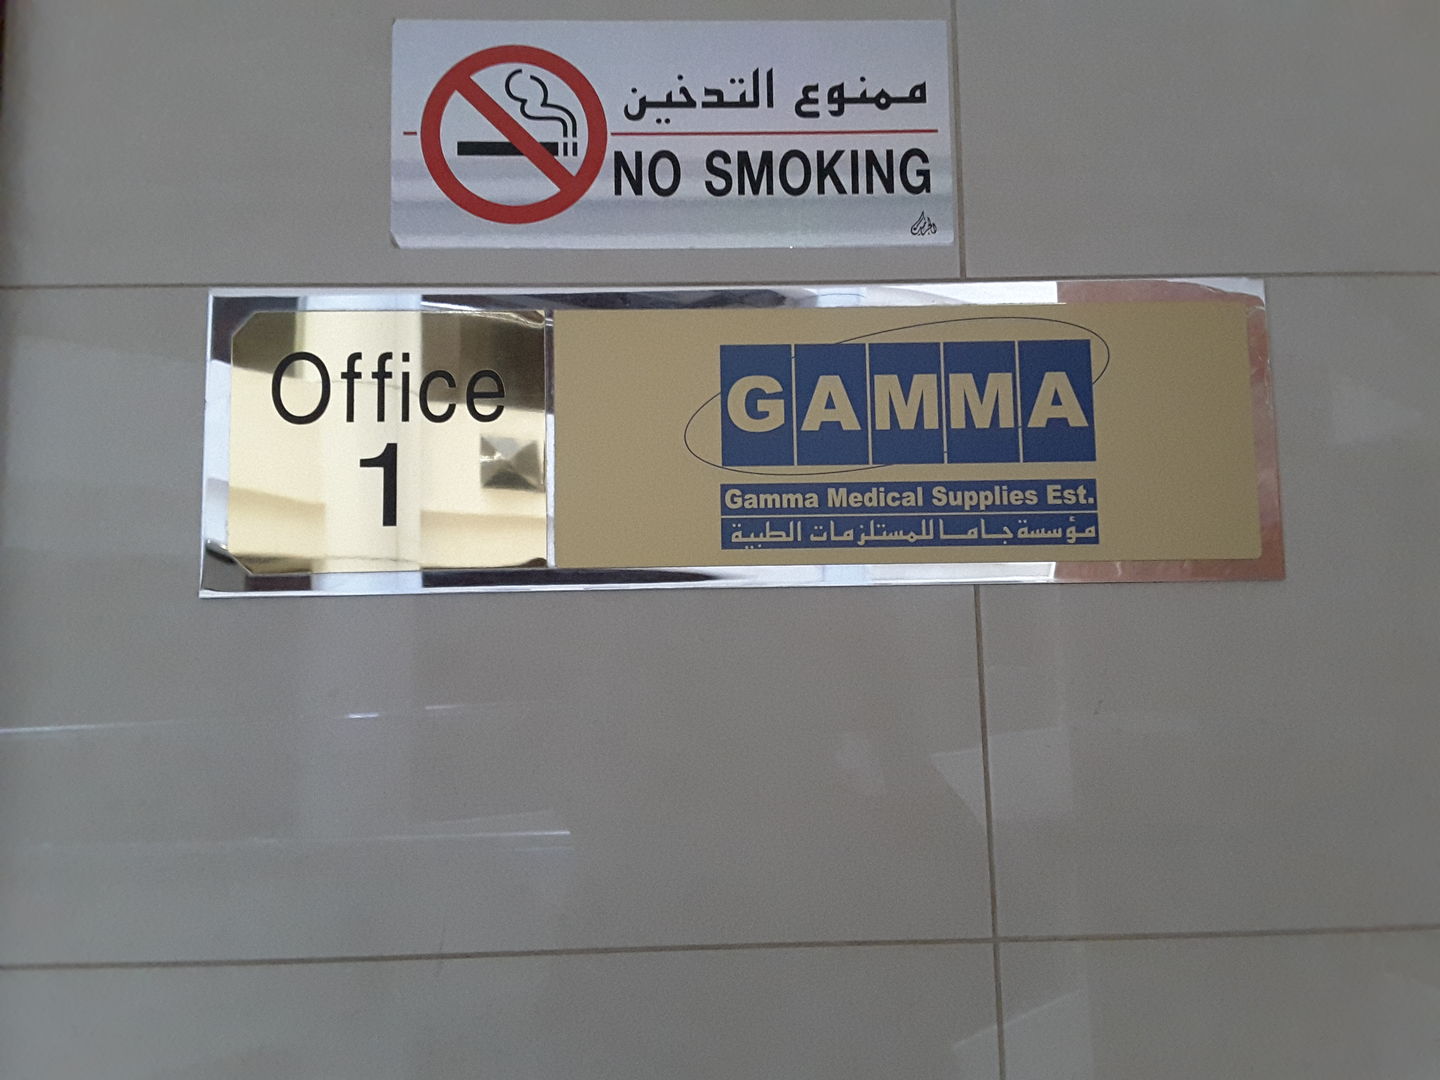 ممنوع التدخين
NO SMOKING
Office
1
GAMMA
Gamma Medical Supplies Est.
مؤسسة جاما للمستلزمات الطبية